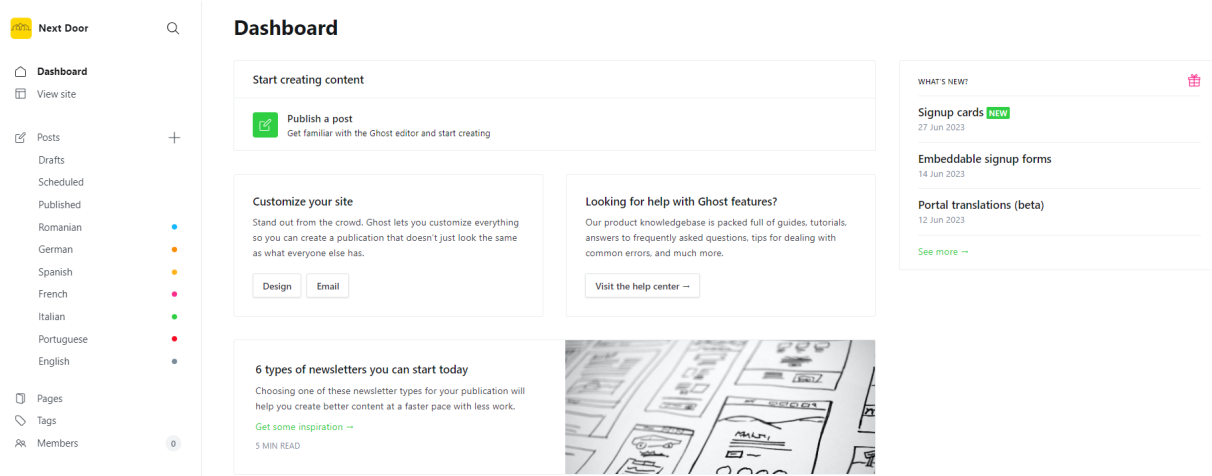 Next Door
Dashboard
View site
Posts
Drafts
Scheduled
Published
Romanian
German
Spanish
French
Italian
Portuguese
English
Pages
Tags
Members 0
Dashboard
Start creating content
Publish a post
Get familiar with the Ghost editor and start creating
Customize your site
Stand out from the crowd. Ghost lets you customize everything
so you can create a publication that doesn't just look the same
as what everyone else has.
Design Email
Looking for help with Ghost features?
Our product knowledgebase is packed full of guides, tutorials,
answers to frequently asked questions, tips for dealing with
common errors, and much more.
Visit the help center →
6 types of newsletters you can start today
Choosing one of these newsletter types for your publication will
help you create better content at a faster pace with less work.
Get some inspiration →
5 MIN READ
WHAT'S NEW?
Signup cards NEW
27 Jun 2023
Embeddable signup forms
14 Jun 2023
Portal translations (beta)
12 Jun 2023
See more →